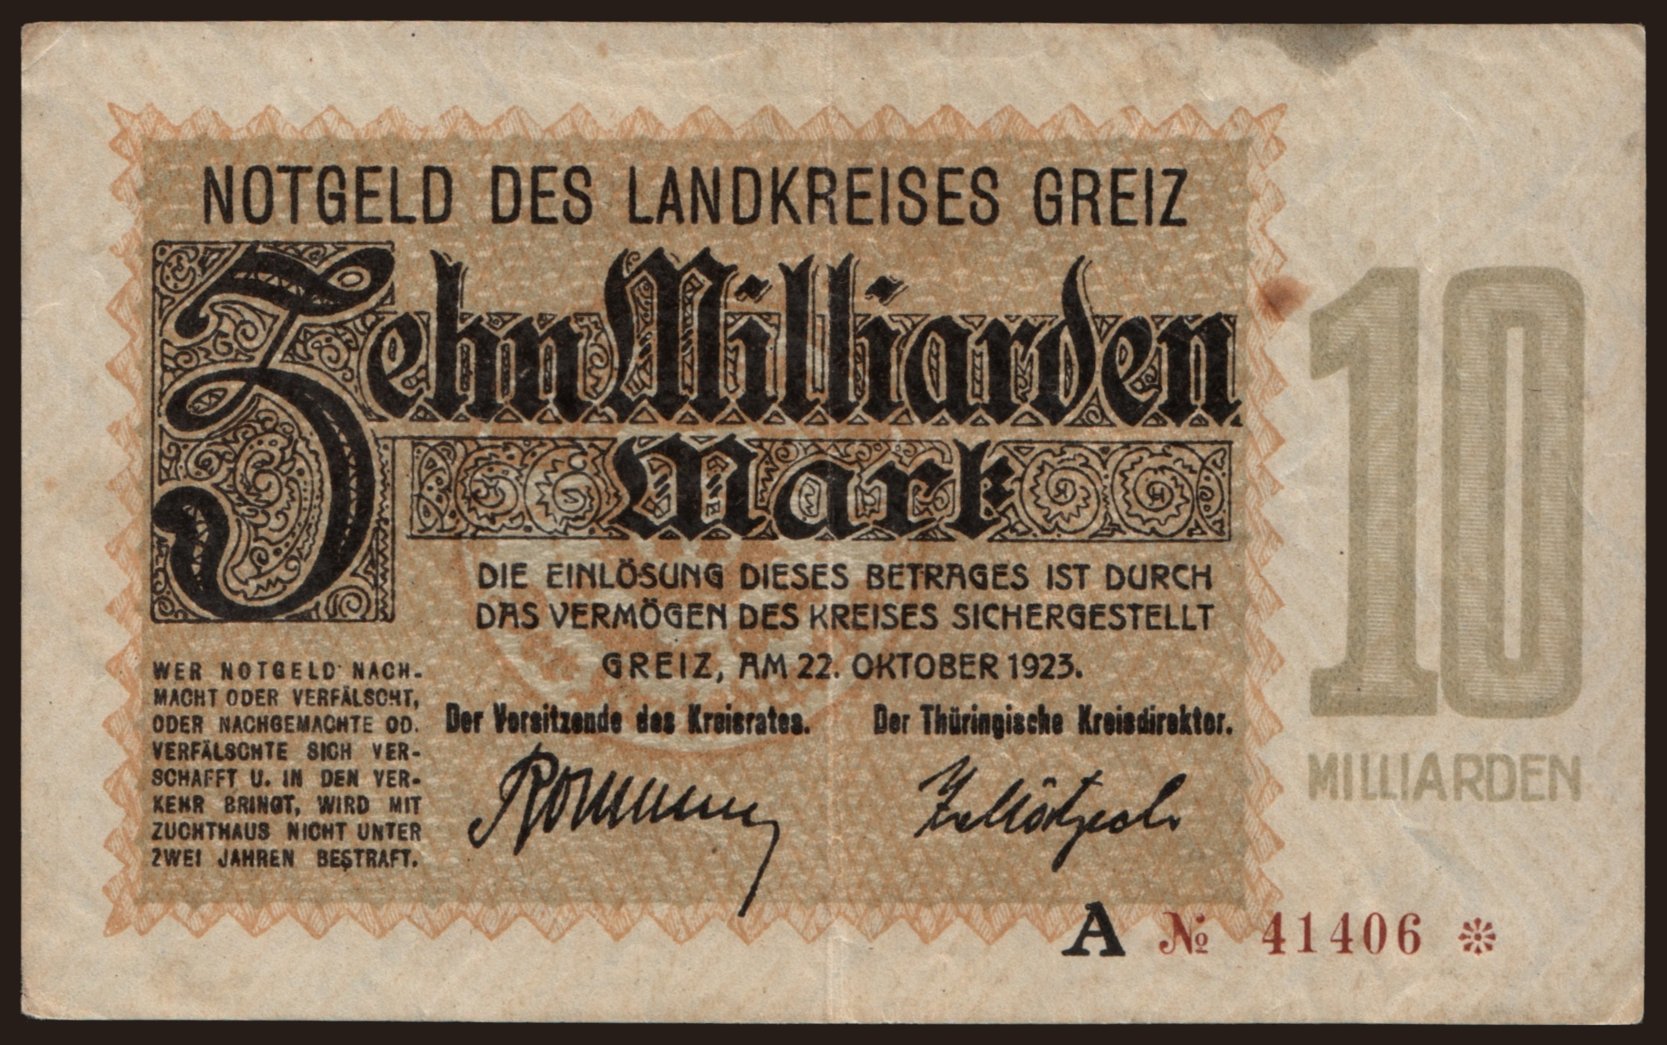 NOTGELD DES LANDKREISES GREIZ
Zehn Milliarden
Mark
DIE EINLÖSUNG DIESES BETRAGES IST DURCH
DAS VERMÖGEN DES KREISES SICHERGESTELLT
GREIZ, AM 22. OKTOBER 1923.
WER NOTGELD NACH-
MACHT ODER VERFÄLSCHT,
ODER NACHGEMACHTE OD.
VERFÄLSCHTE SICH VER-
SCHAFFT U. IN DEN VER-
KEHR BRINGT, WIRD MIT
ZUCHTHAUS NICHT UNTER
ZWEI JAHREN BESTRAFT.
Der Vorsitzende des Kreisrates.
Der Thüringische Kreisdirektor.
10
MILLIARDEN
A № 41406 *